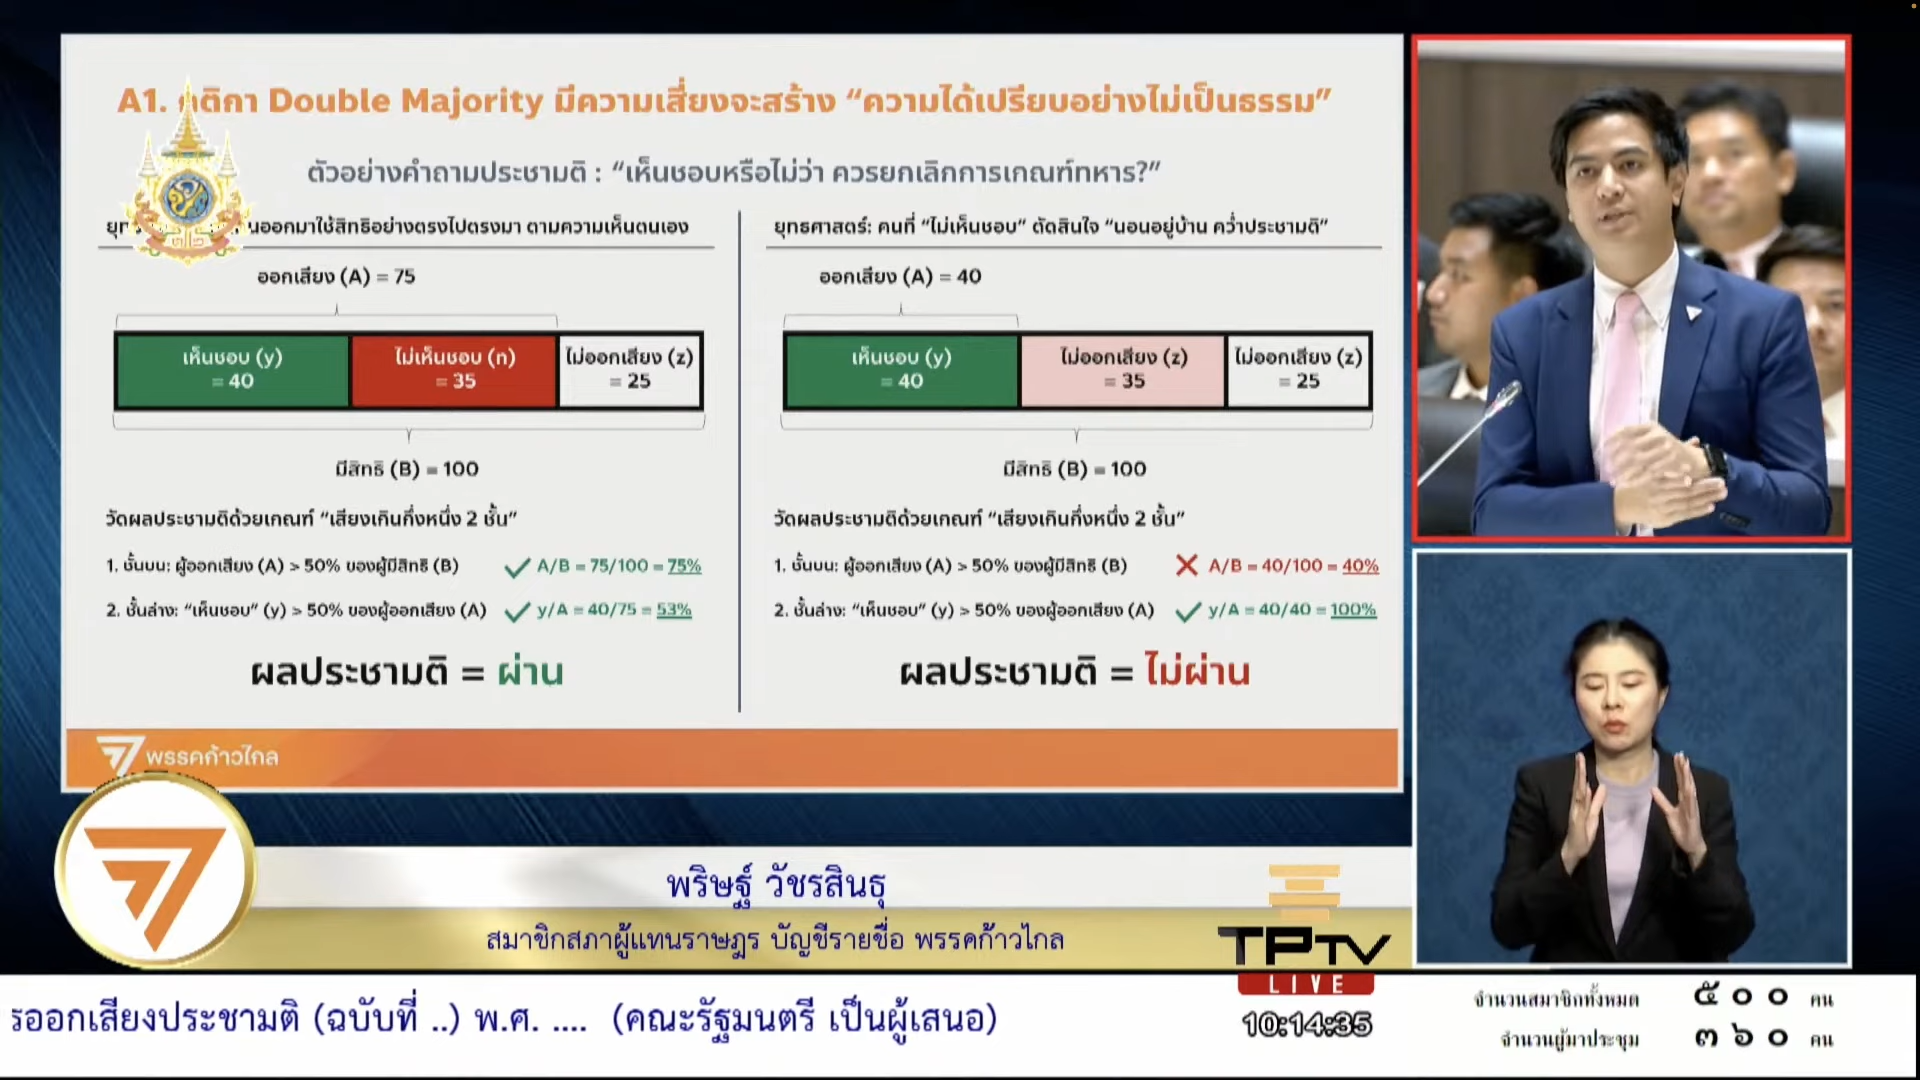 A1. กติกา Double Majority มีความเสี่ยงจะสร้าง “ความได้เปรียบอย่างไม่เป็นธรรม”
ตัวอย่างคำถามประชามติ : “เห็นชอบหรือไม่ว่า ควรยกเลิกการเกณฑ์ทหาร?”
นออกมาใช้สิทธิอย่างตรงไปตรงมา ตามความเห็นตนเอง
ออกเสียง (A) = 75
เห็นชอบ (y)
= 40
ไม่เห็นชอบ (n)
= 35
ไม่ออกเสียง (z)
= 25
มีสิทธิ (B) = 100
วัดผลประชามติด้วยเกณฑ์ “เสียงเกินกึ่งหนึ่ง 2 ชั้น”
1. ชั้นบน: ผู้ออกเสียง (A) > 50% ของผู้มีสิทธิ (B) ✓ A/B = 75/100 = 75%
2. ชั้นล่าง: “เห็นชอบ” (y) > 50% ของผู้ออกเสียง (A) ✓ y/A = 40/75 = 53%
ผลประชามติ = ผ่าน
ยุทธศาสตร์: คนที่ “ไม่เห็นชอบ” ตัดสินใจ “นอนอยู่บ้าน คว่ำประชามติ”
ออกเสียง (A) = 40
เห็นชอบ (y)
= 40
ไม่ออกเสียง (z)
= 35
ไม่ออกเสียง (z)
= 25
มีสิทธิ (B) = 100
วัดผลประชามติด้วยเกณฑ์ “เสียงเกินกึ่งหนึ่ง 2 ชั้น”
1. ชั้นบน: ผู้ออกเสียง (A) > 50% ของผู้มีสิทธิ (B) ✕ A/B = 40/100 = 40%
2. ชั้นล่าง: “เห็นชอบ” (y) > 50% ของผู้ออกเสียง (A) ✓ y/A = 40/40 = 100%
ผลประชามติ = ไม่ผ่าน
พรรคก้าวไกล
พริษฐ์ วัชรสินธุ
สมาชิกสภาผู้แทนราษฎร บัญชีรายชื่อ พรรคก้าวไกล
TPTV
LIVE
10:14:35
รออกเสียงประชามติ (ฉบับที่ ..) พ.ศ. .... (คณะรัฐมนตรี เป็นผู้เสนอ)
จำนวนสมาชิกทั้งหมด ๕๐๐ คน
จำนวนผู้มาประชุม ๓๖๐ คน